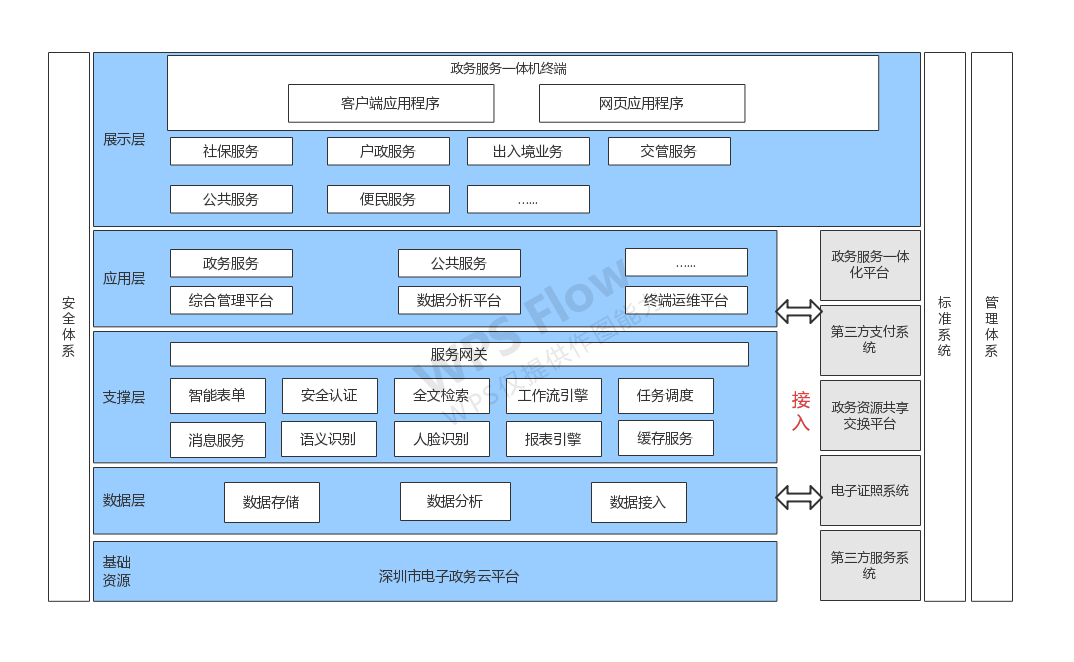 政务服务一体机终端
客户端应用程序
网页应用程序
展示层
社保服务
户政服务
出入境业务
交管服务
公共服务
便民服务
......
应用层
政务服务
公共服务
......
综合管理平台
数据分析平台
终端运维平台
支撑层
服务网关
智能表单
安全认证
全文检索
工作流引擎
任务调度
消息服务
语义识别
人脸识别
报表引擎
缓存服务
数据层
数据存储
数据分析
数据接入
基础
资源
深圳市电子政务云平台
接
入
政务服务一体
化平台
第三方支付系
统
政务资源共享
交换平台
电子证照系统
第三方服务系
统
安
全
体
系
标
准
系
统
管
理
体
系
WPS Flow
WPS仅提供作图能力